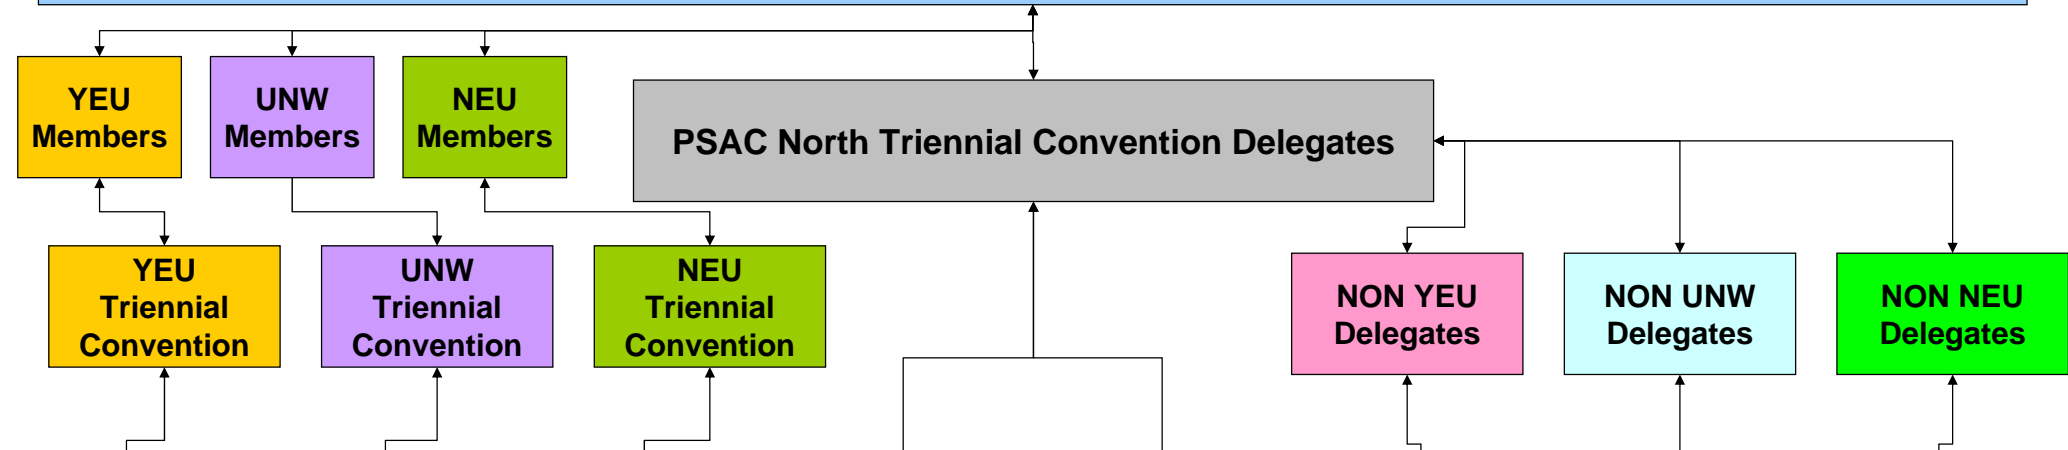 YEU
Members
UNW
Members
NEU
Members
PSAC North Triennial Convention Delegates
YEU
Triennial
Convention
UNW
Triennial
Convention
NEU
Triennial
Convention
NON YEU
Delegates
NON UNW
Delegates
NON NEU
Delegates